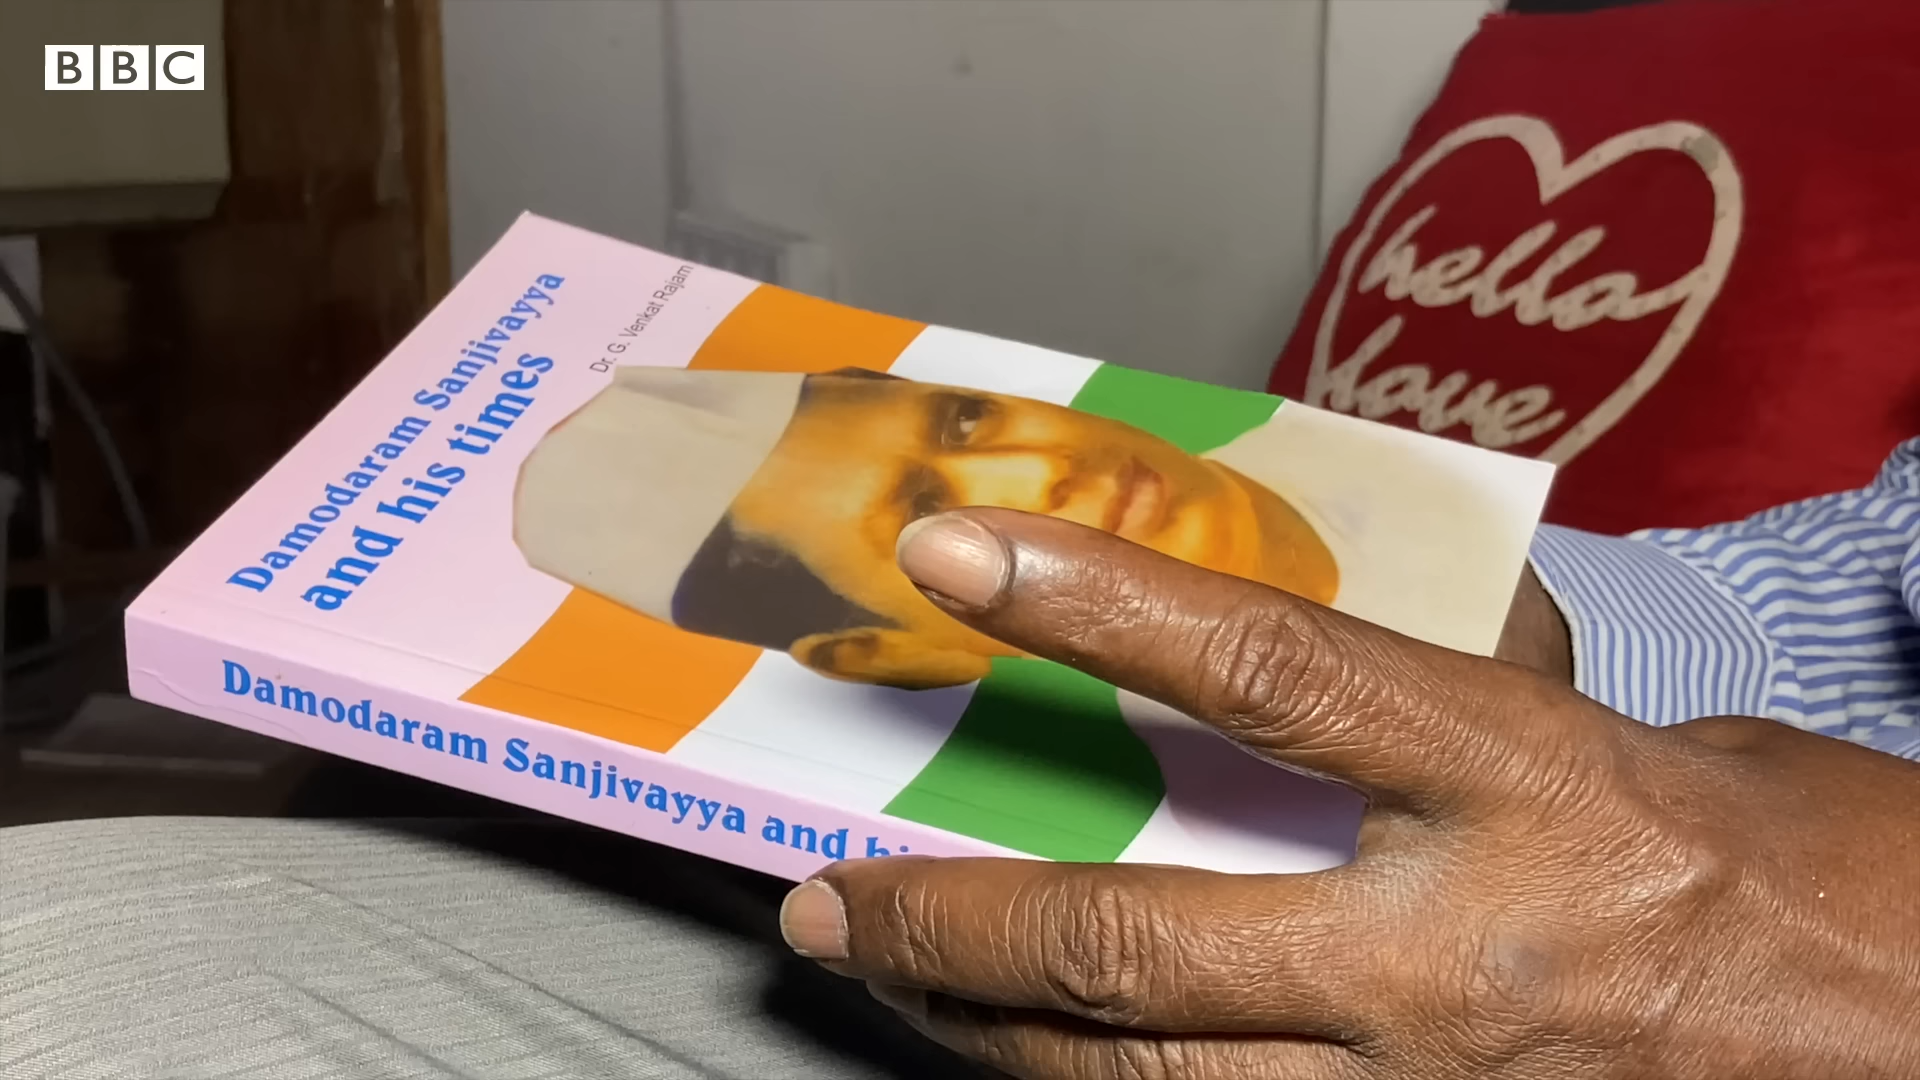 BBC
Damodaram Sanjivayya
and his times
Dr. G. Venkat Rajam
Damodaram Sanjivayya and
hello
love